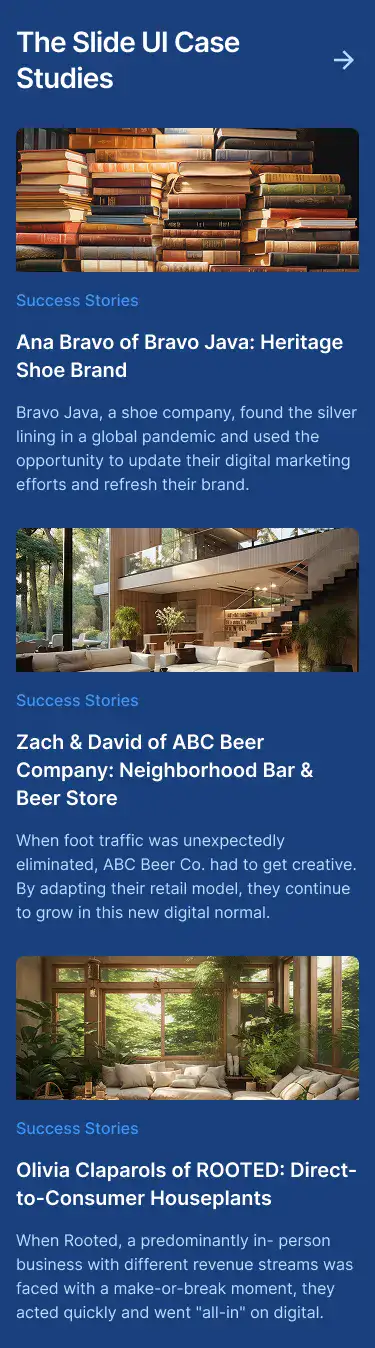 The Slide UI Case
Studies
Success Stories
Ana Bravo of Bravo Java: Heritage
Shoe Brand
Bravo Java, a shoe company, found the silver
lining in a global pandemic and used the
opportunity to update their digital marketing
efforts and refresh their brand.
Success Stories
Zach & David of ABC Beer
Company: Neighborhood Bar &
Beer Store
When foot traffic was unexpectedly
eliminated, ABC Beer Co. had to get creative.
By adapting their retail model, they continue
to grow in this new digital normal.
Success Stories
Olivia Claparols of ROOTED: Direct-
to-Consumer Houseplants
When Rooted, a predominantly in- person
business with different revenue streams was
faced with a make-or-break moment, they
acted quickly and went "all-in" on digital.